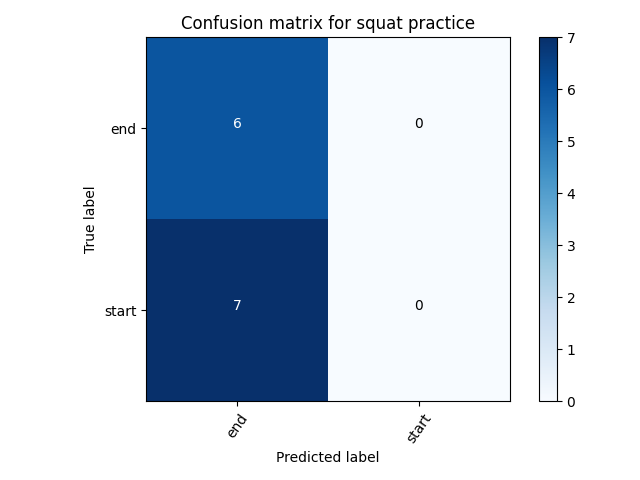 Confusion matrix for squat practice
7
6
5
4
3
2
1
0
True label
end
6
0
start
7
0
end
start
Predicted label